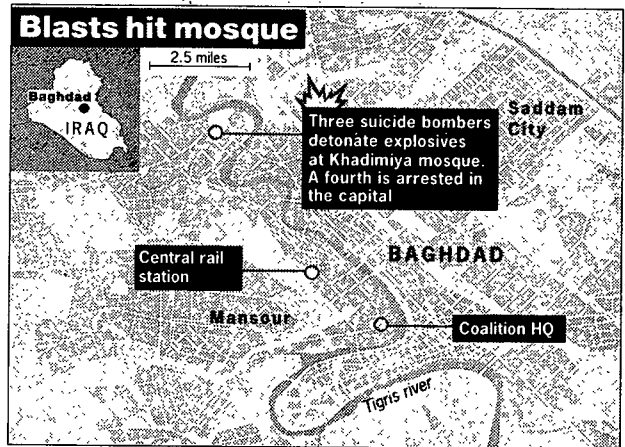 Blasts hit mosque
2.5 miles
Baghdad
IRAQ
Three suicide bombers
detonate explosives
at Khadimiya mosque.
A fourth is arrested in
the capital
Saddam
City
Central rail
station
BAGHDAD
Mansour
Coalition HQ
Tigris river